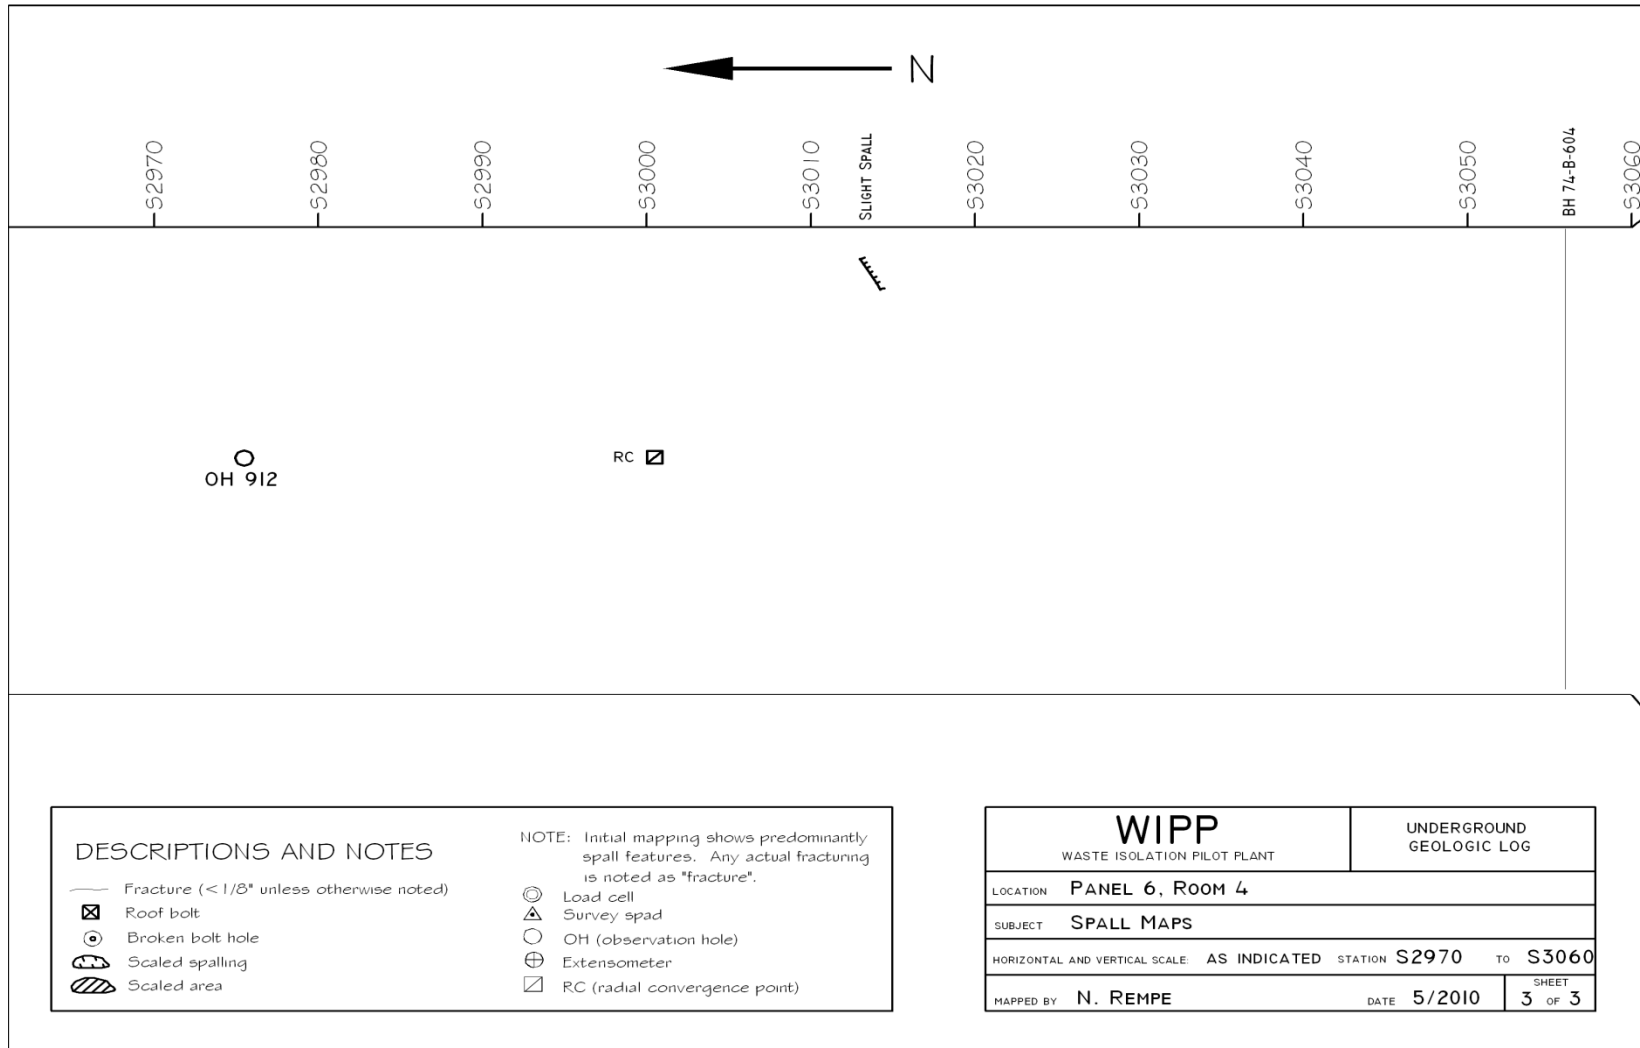 N
S2970
S2980
S2990
S3000
S3010
SLIGHT SPALL
S3020
S3030
S3040
S3050
BH 74-B-604
S3060
OH 912
RC
DESCRIPTIONS AND NOTES
Fracture (<1/8" unless otherwise noted)
Roof bolt
Broken bolt hole
Scaled spalling
Scaled area
NOTE: Initial mapping shows predominantly
spall features. Any actual fracturing
is noted as "fracture".
Load cell
Survey spad
OH (observation hole)
Extensometer
RC (radial convergence point)
WIPP
WASTE ISOLATION PILOT PLANT
UNDERGROUND
GEOLOGIC LOG
LOCATION PANEL 6, ROOM 4
SUBJECT SPALL MAPS
HORIZONTAL AND VERTICAL SCALE: AS INDICATED STATION S2970 TO S3060
MAPPED BY N. REMPE DATE 5/2010
SHEET
3 OF 3